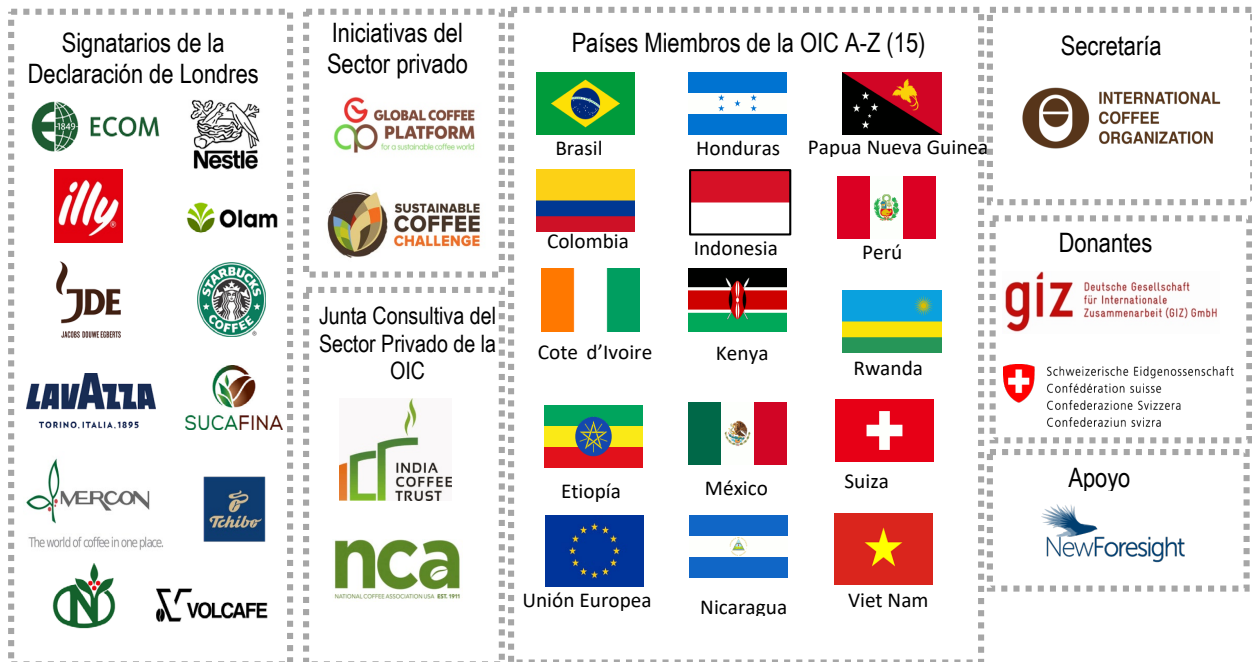 Signatarios de la
Declaración de Londres
1849
ECOM
Nestlé
illy
Olam
JDE
JACOBS DOUWE EGBERTS
STARBUCKS
COFFEE
LAVAZZA
TORINO, ITALIA, 1895
SUCAFINA
MERCON
The world of coffee in one place.
Tchibo
N
VOLCAFE
Iniciativas del
Sector privado
GLOBAL COFFEE
PLATFORM
for a sustainable coffee world
SUSTAINABLE
COFFEE
CHALLENGE
Junta Consultiva del
Sector Privado de la
OIC
INDIA
COFFEE
TRUST
nca
NATIONAL COFFEE ASSOCIATION USA EST. 1911
Países Miembros de la OIC A-Z (15)
Brasil
Honduras
Papua Nueva Guinea
Colombia
Indonesia
Perú
Cote d’Ivoire
Kenya
Rwanda
Etiopía
México
Suiza
Unión Europea
Nicaragua
Viet Nam
Secretaría
INTERNATIONAL
COFFEE
ORGANIZATION
Donantes
giz
Deutsche Gesellschaft
für Internationale
Zusammenarbeit (GIZ) GmbH
Schweizerische Eidgenossenschaft
Confédération suisse
Confederazione Svizzera
Confederaziun svizra
Apoyo
NewForesight